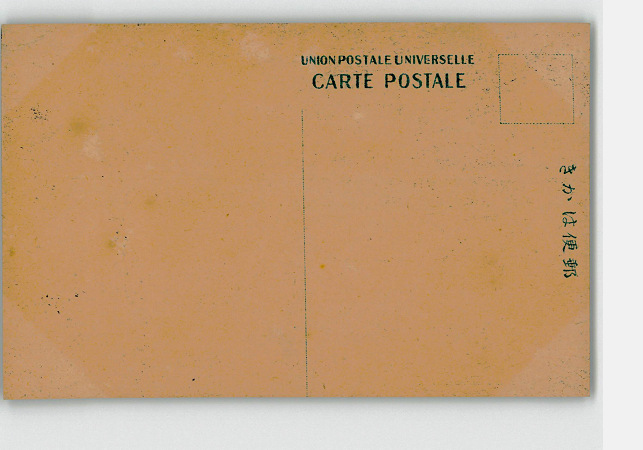 UNION POSTALE UNIVERSELLE
CARTE POSTALE
きかは便郵